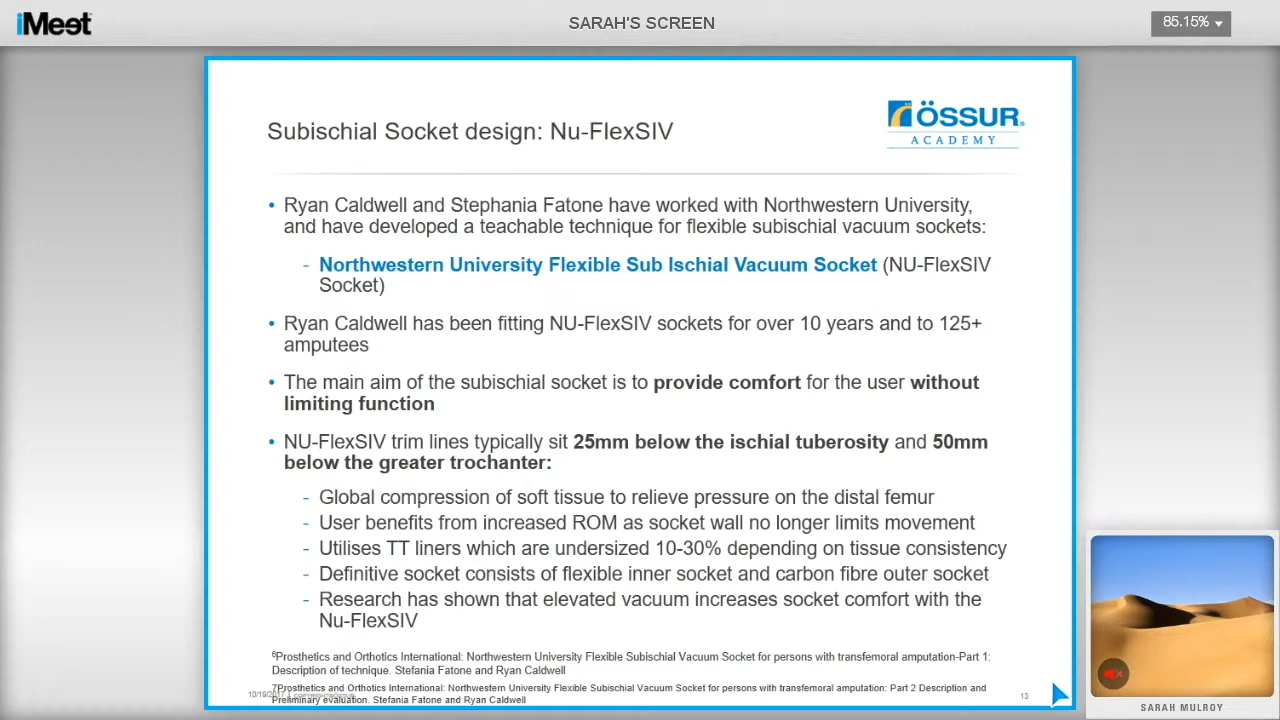 iMeet
SARAH'S SCREEN
85.15%
Subischial Socket design: Nu-FlexSIV
ÖSSUR®
ACADEMY
• Ryan Caldwell and Stephania Fatone have worked with Northwestern University,
and have developed a teachable technique for flexible subischial vacuum sockets:
- Northwestern University Flexible Sub Ischial Vacuum Socket (NU-FlexSIV
Socket)
• Ryan Caldwell has been fitting NU-FlexSIV sockets for over 10 years and to 125+
amputees
• The main aim of the subischial socket is to provide comfort for the user without
limiting function
• NU-FlexSIV trim lines typically sit 25mm below the ischial tuberosity and 50mm
below the greater trochanter:
- Global compression of soft tissue to relieve pressure on the distal femur
- User benefits from increased ROM as socket wall no longer limits movement
- Utilises TT liners which are undersized 10-30% depending on tissue consistency
- Definitive socket consists of flexible inner socket and carbon fibre outer socket
- Research has shown that elevated vacuum increases socket comfort with the
Nu-FlexSIV
6Prosthetics and Orthotics International: Northwestern University Flexible Subischial Vacuum Socket for persons with transfemoral amputation-Part 1:
Description of technique. Stefania Fatone and Ryan Caldwell
7Prosthetics and Orthotics International: Northwestern University Flexible Subischial Vacuum Socket for persons with transfemoral amputation: Part 2 Description and
Preliminary evaluation. Stefania Fatone and Ryan Caldwell
10/19/2017
13
SARAH MULROY